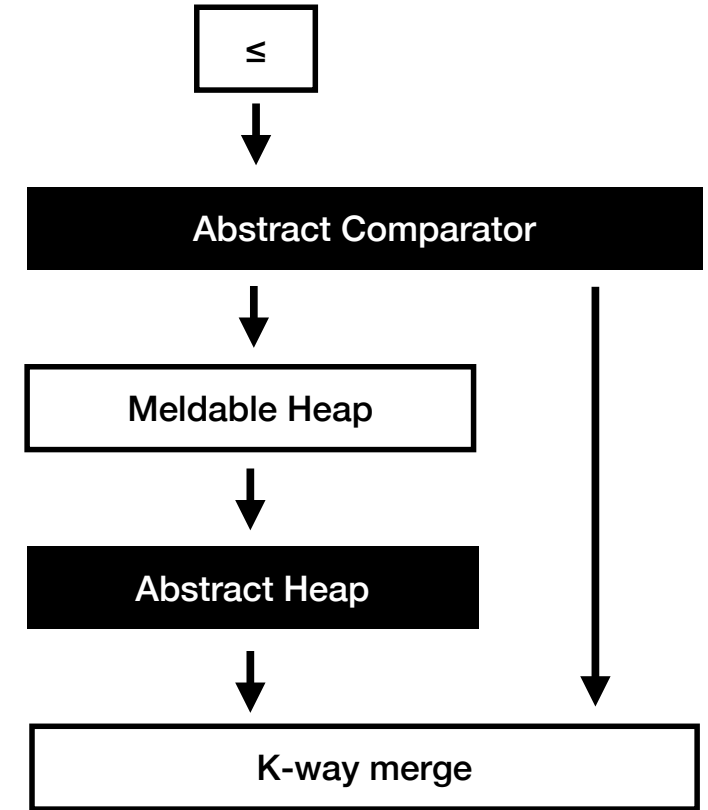 ≤
Abstract Comparator
Meldable Heap
Abstract Heap
K-way merge